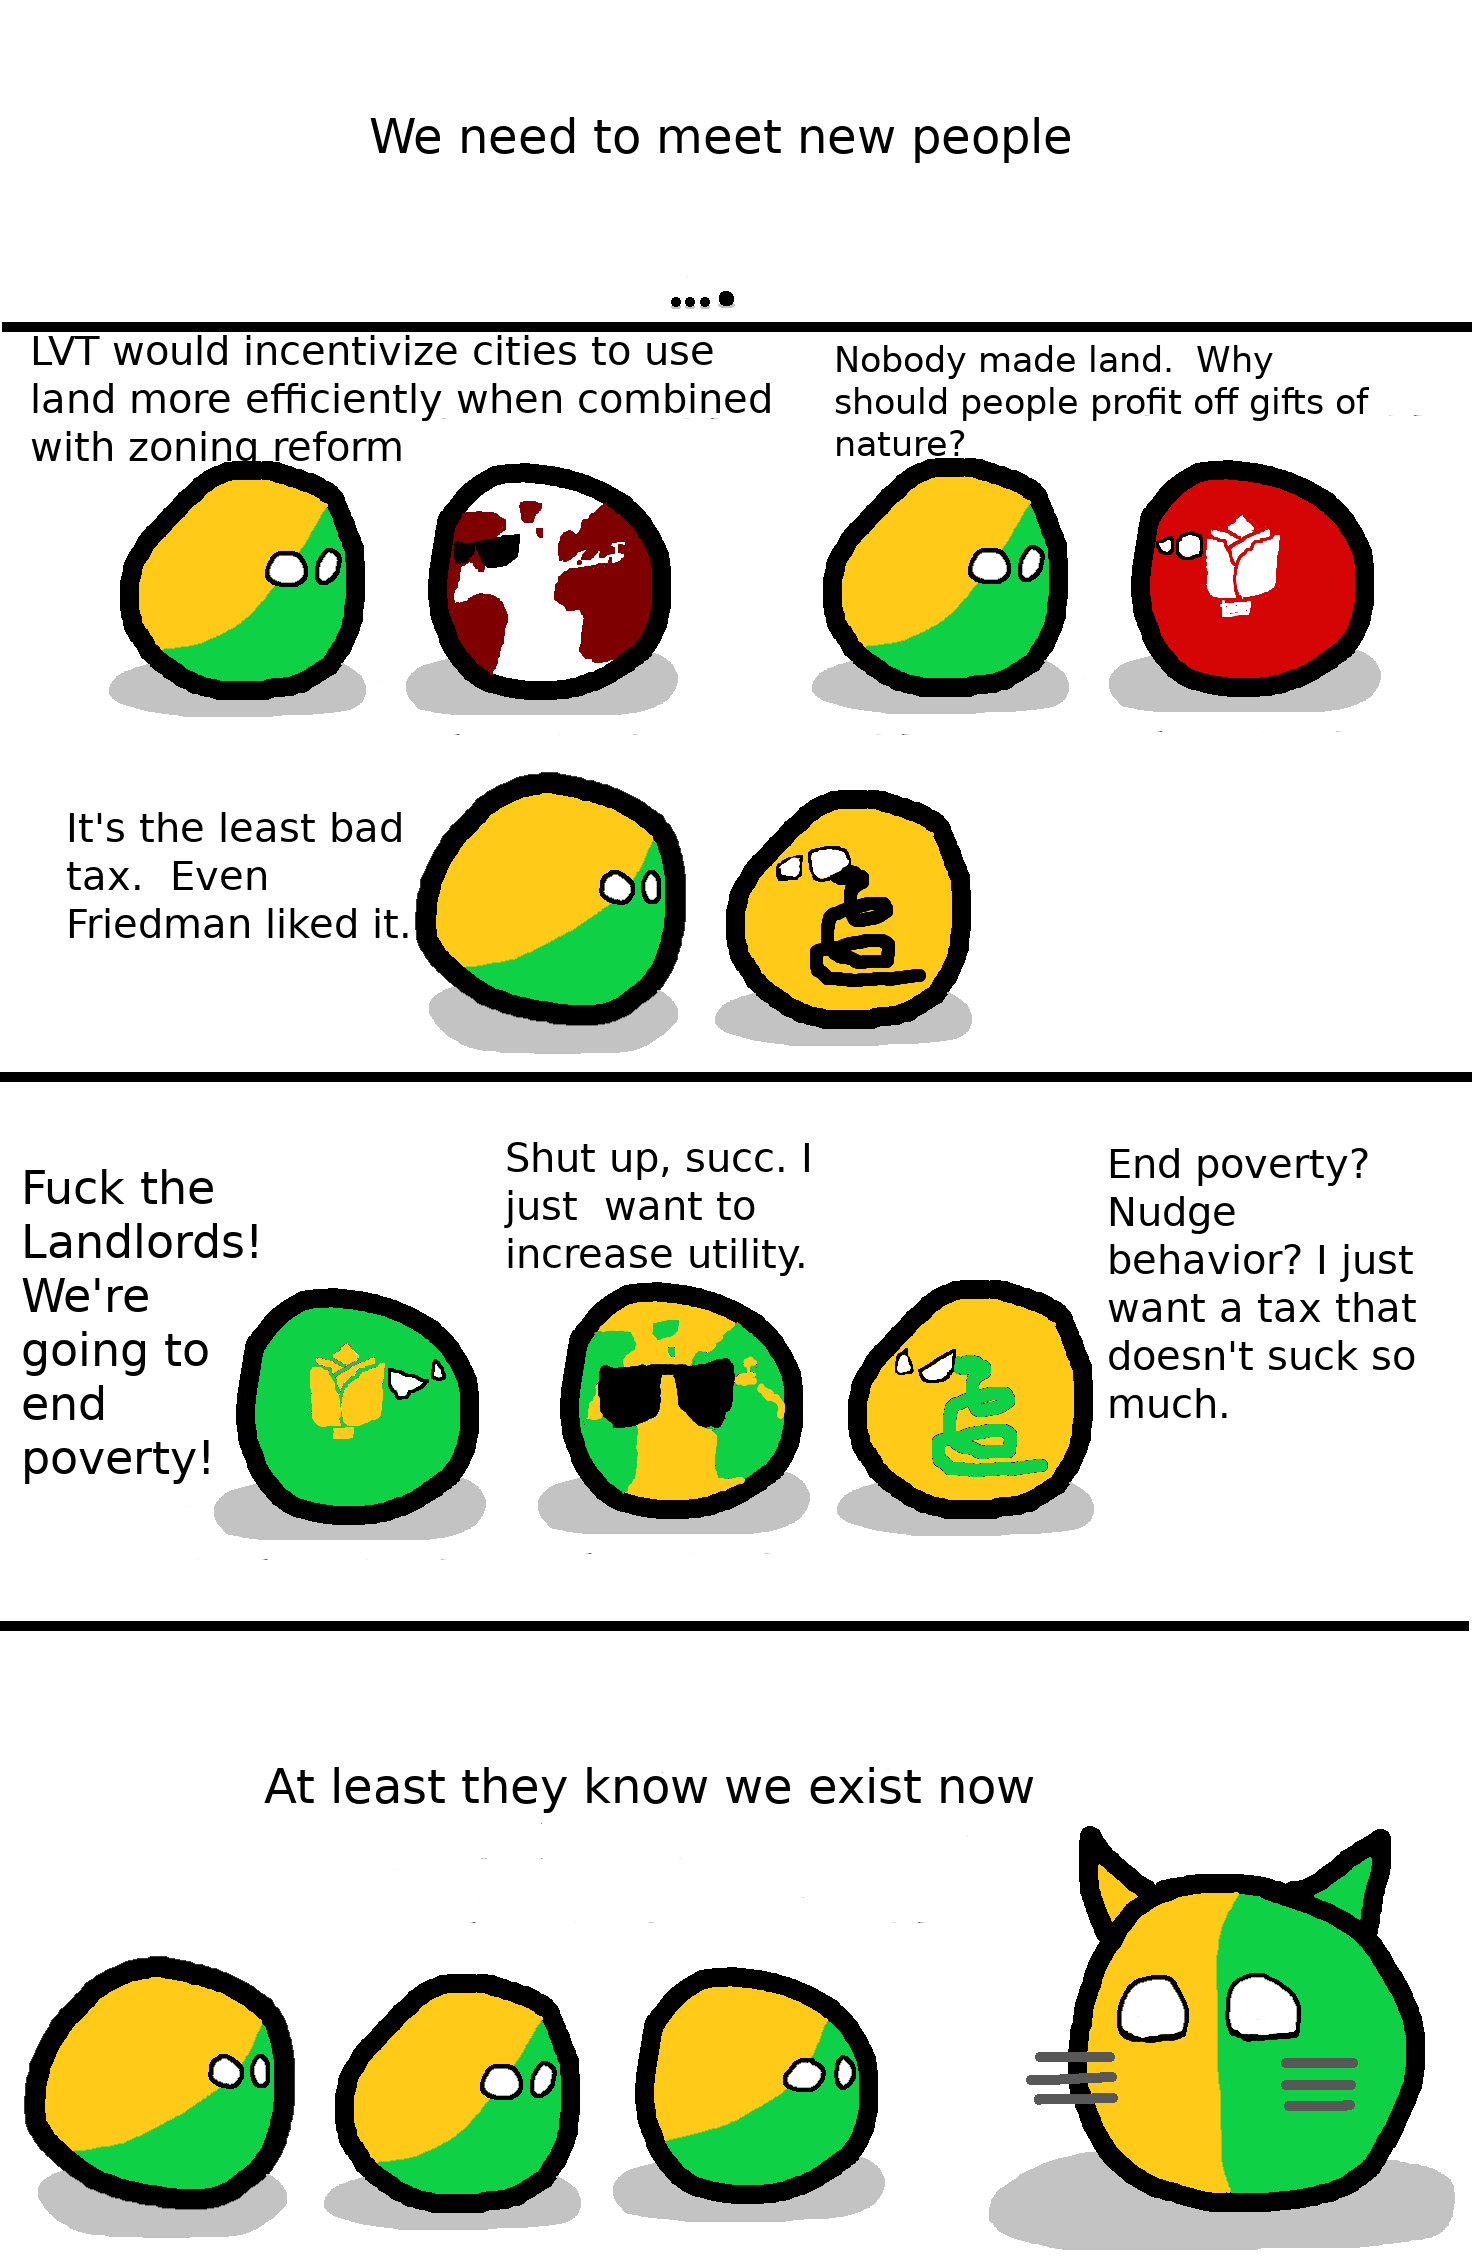 We need to meet new people
....
LVT would incentivize cities to use
land more efficiently when combined
with zoning reform
Nobody made land.  Why
should people profit off gifts of
nature?
It's the least bad
tax.  Even
Friedman liked it.
Fuck the
Landlords!
We're
going to
end
poverty!
Shut up, succ. I
just  want to
increase utility.
End poverty?
Nudge
behavior? I just
want a tax that
doesn't suck so
much.
At least they know we exist now